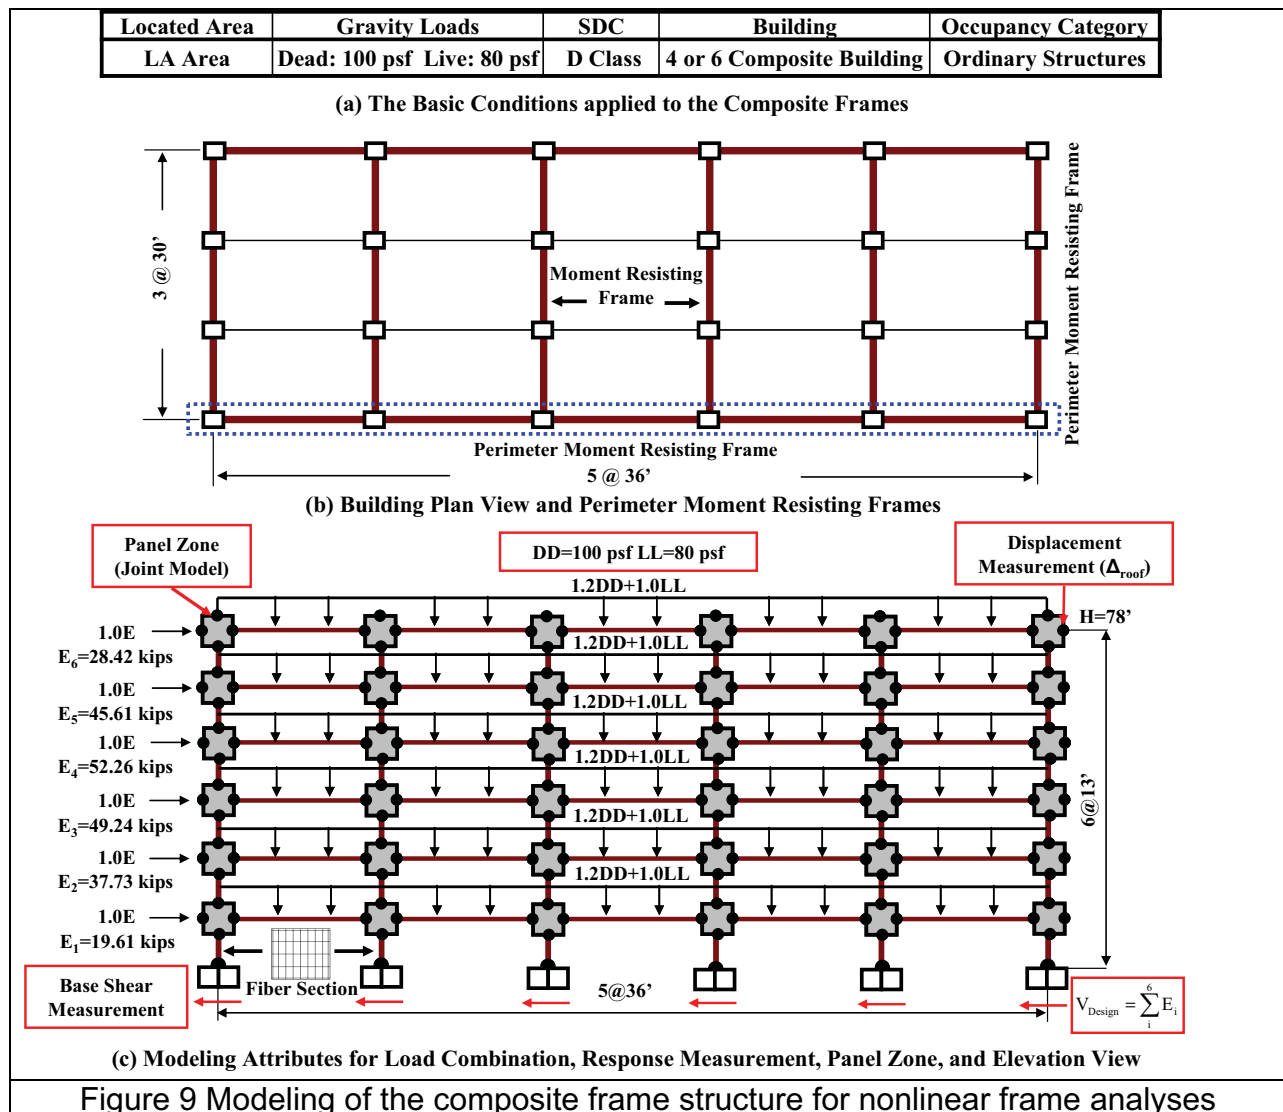 Located Area Gravity Loads SDC Building Occupancy Category
LA Area Dead: 100 psf Live: 80 psf D Class 4 or 6 Composite Building Ordinary Structures
(a) The Basic Conditions applied to the Composite Frames
3 @ 30’
Moment Resisting
Frame
Perimeter Moment Resisting Frame
Perimeter Moment Resisting Frame
5 @ 36’
(b) Building Plan View and Perimeter Moment Resisting Frames
Panel Zone
(Joint Model)
DD=100 psf LL=80 psf
Displacement
Measurement (Δroof)
1.2DD+1.0LL
H=78’
1.0E
E6=28.42 kips
1.2DD+1.0LL
1.0E
E5=45.61 kips
1.2DD+1.0LL
1.0E
E4=52.26 kips
1.2DD+1.0LL
1.0E
E3=49.24 kips
1.2DD+1.0LL
1.0E
E2=37.73 kips
1.2DD+1.0LL
1.0E
E1=19.61 kips
6@13’
Base Shear
Measurement
Fiber Section
5@36’
VDesign = 6∑i Ei
(c) Modeling Attributes for Load Combination, Response Measurement, Panel Zone, and Elevation View
Figure 9 Modeling of the composite frame structure for nonlinear frame analyses